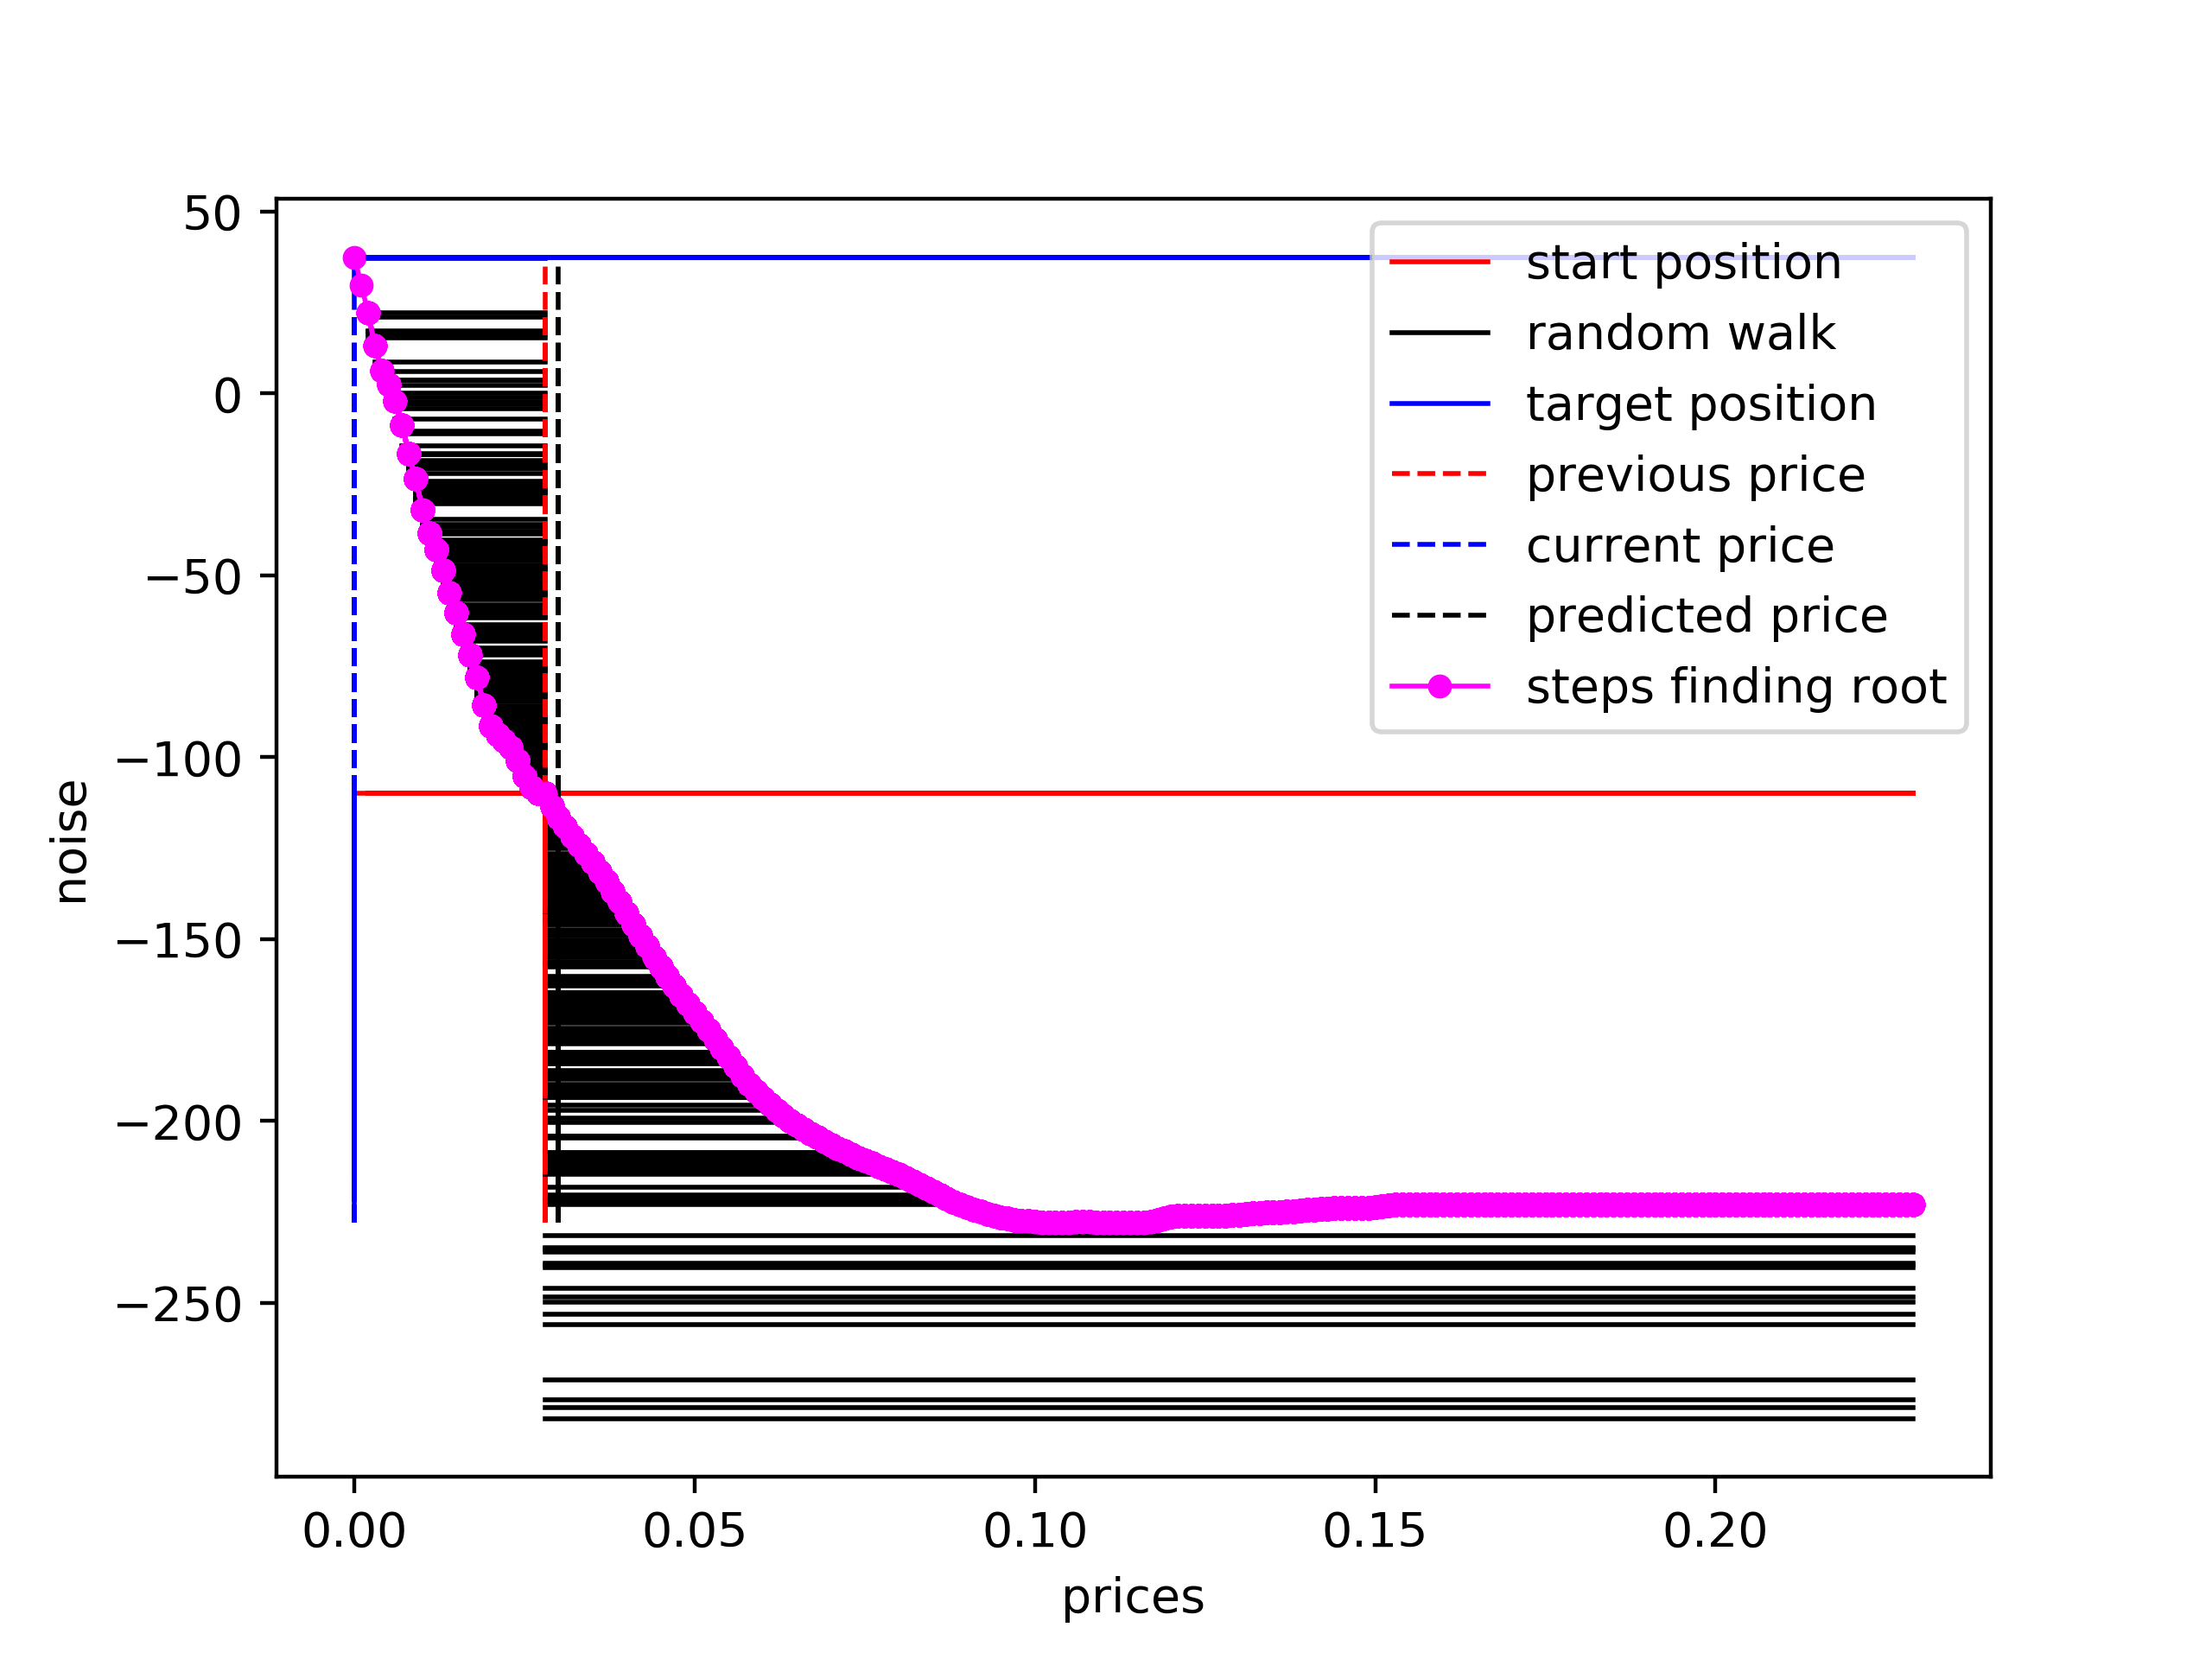 50
0
−50
−100
−150
−200
−250
noise
0.00 0.05 0.10 0.15 0.20
prices
start position
random walk
target position
previous price
current price
predicted price
steps finding root